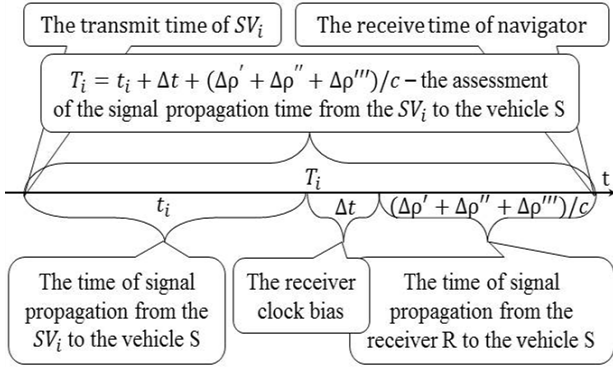 The transmit time of SVᵢ
The receive time of navigator
Tᵢ = tᵢ + Δt + (Δρ′ + Δρ″ + Δρ‴)/c – the assessment
of the signal propagation time from the SVᵢ to the vehicle S
Tᵢ
t
tᵢ
Δt
(Δρ′ + Δρ″ + Δρ‴)/c
The time of signal
propagation from the
SVᵢ to the vehicle S
The receiver
clock bias
The time of signal
propagation from the
receiver R to the vehicle S